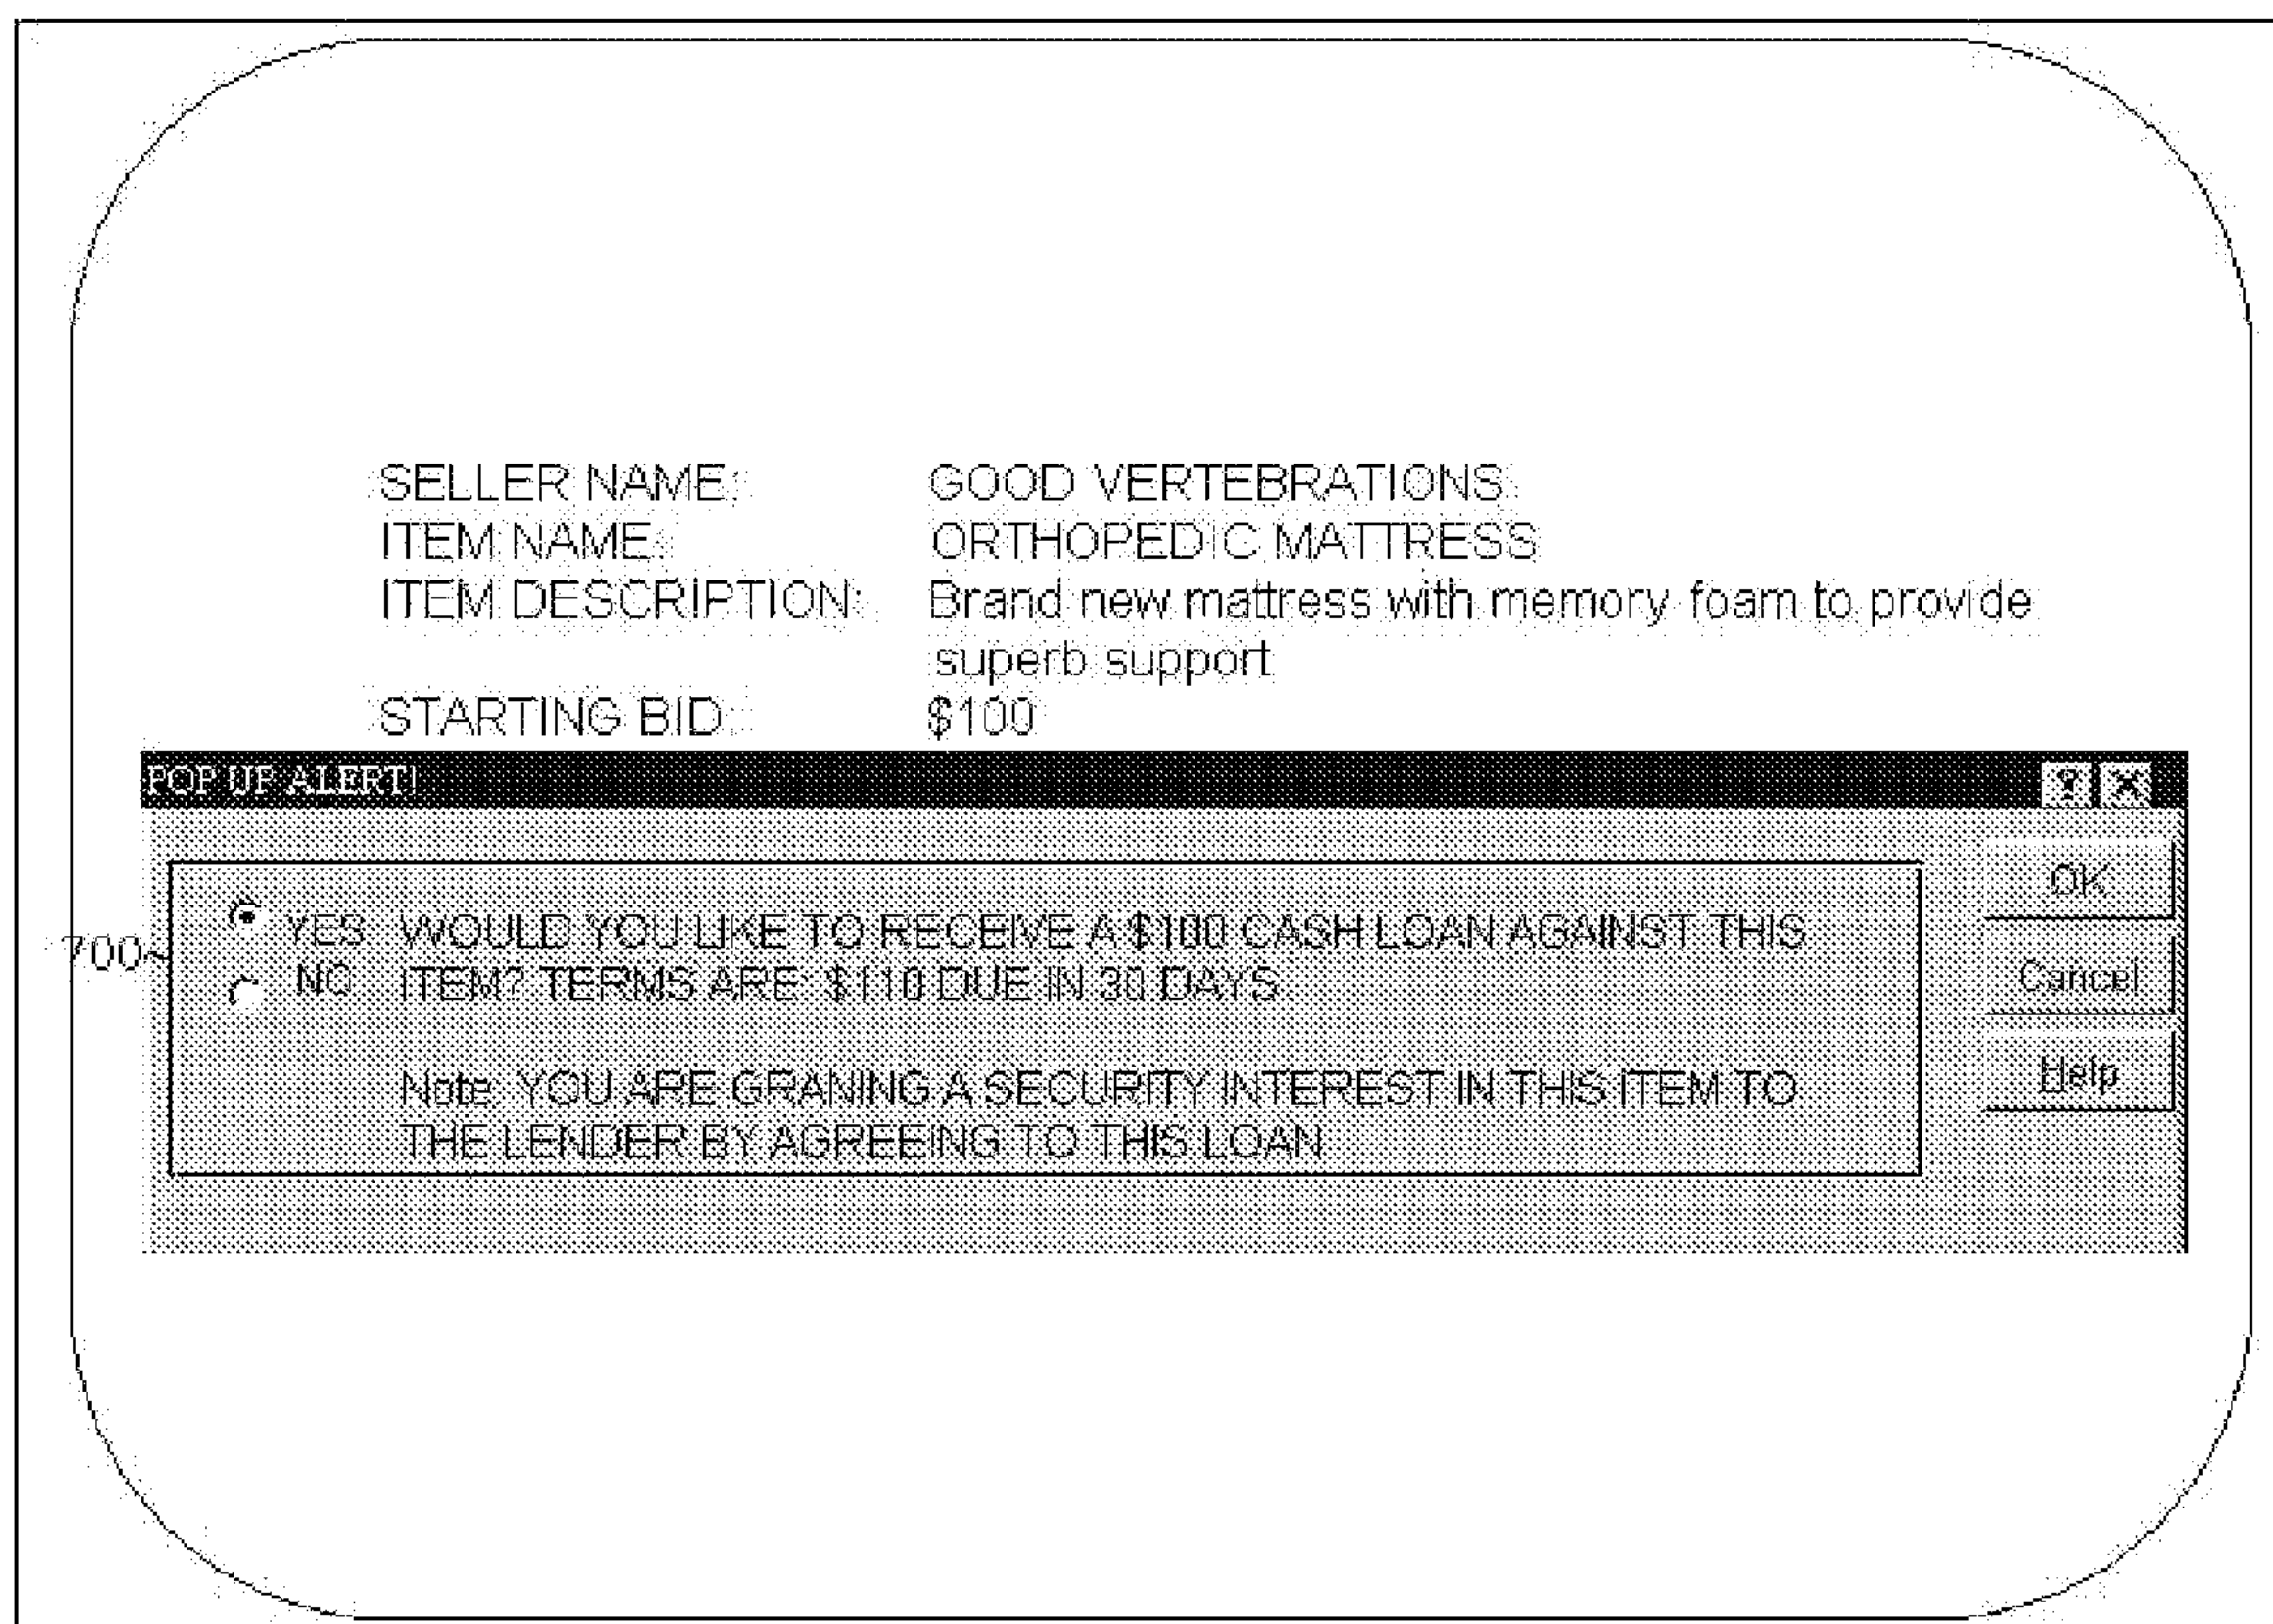 SELLER NAME: GOOD VERTEBRATIONS
ITEM NAME: ORTHOPEDIC MATTRESS
ITEM DESCRIPTION: Brand new mattress with memory foam to provide
superb support
STARTING BID: $100
POP UP ALERT!
OK
700
YES WOULD YOU LIKE TO RECEIVE A $100 CASH LOAN AGAINST THIS
NO ITEM? TERMS ARE: $110 DUE IN 30 DAYS.
Cancel
Note: YOU ARE GRANING A SECURITY INTEREST IN THIS ITEM TO
THE LENDER BY AGREEING TO THIS LOAN
Help